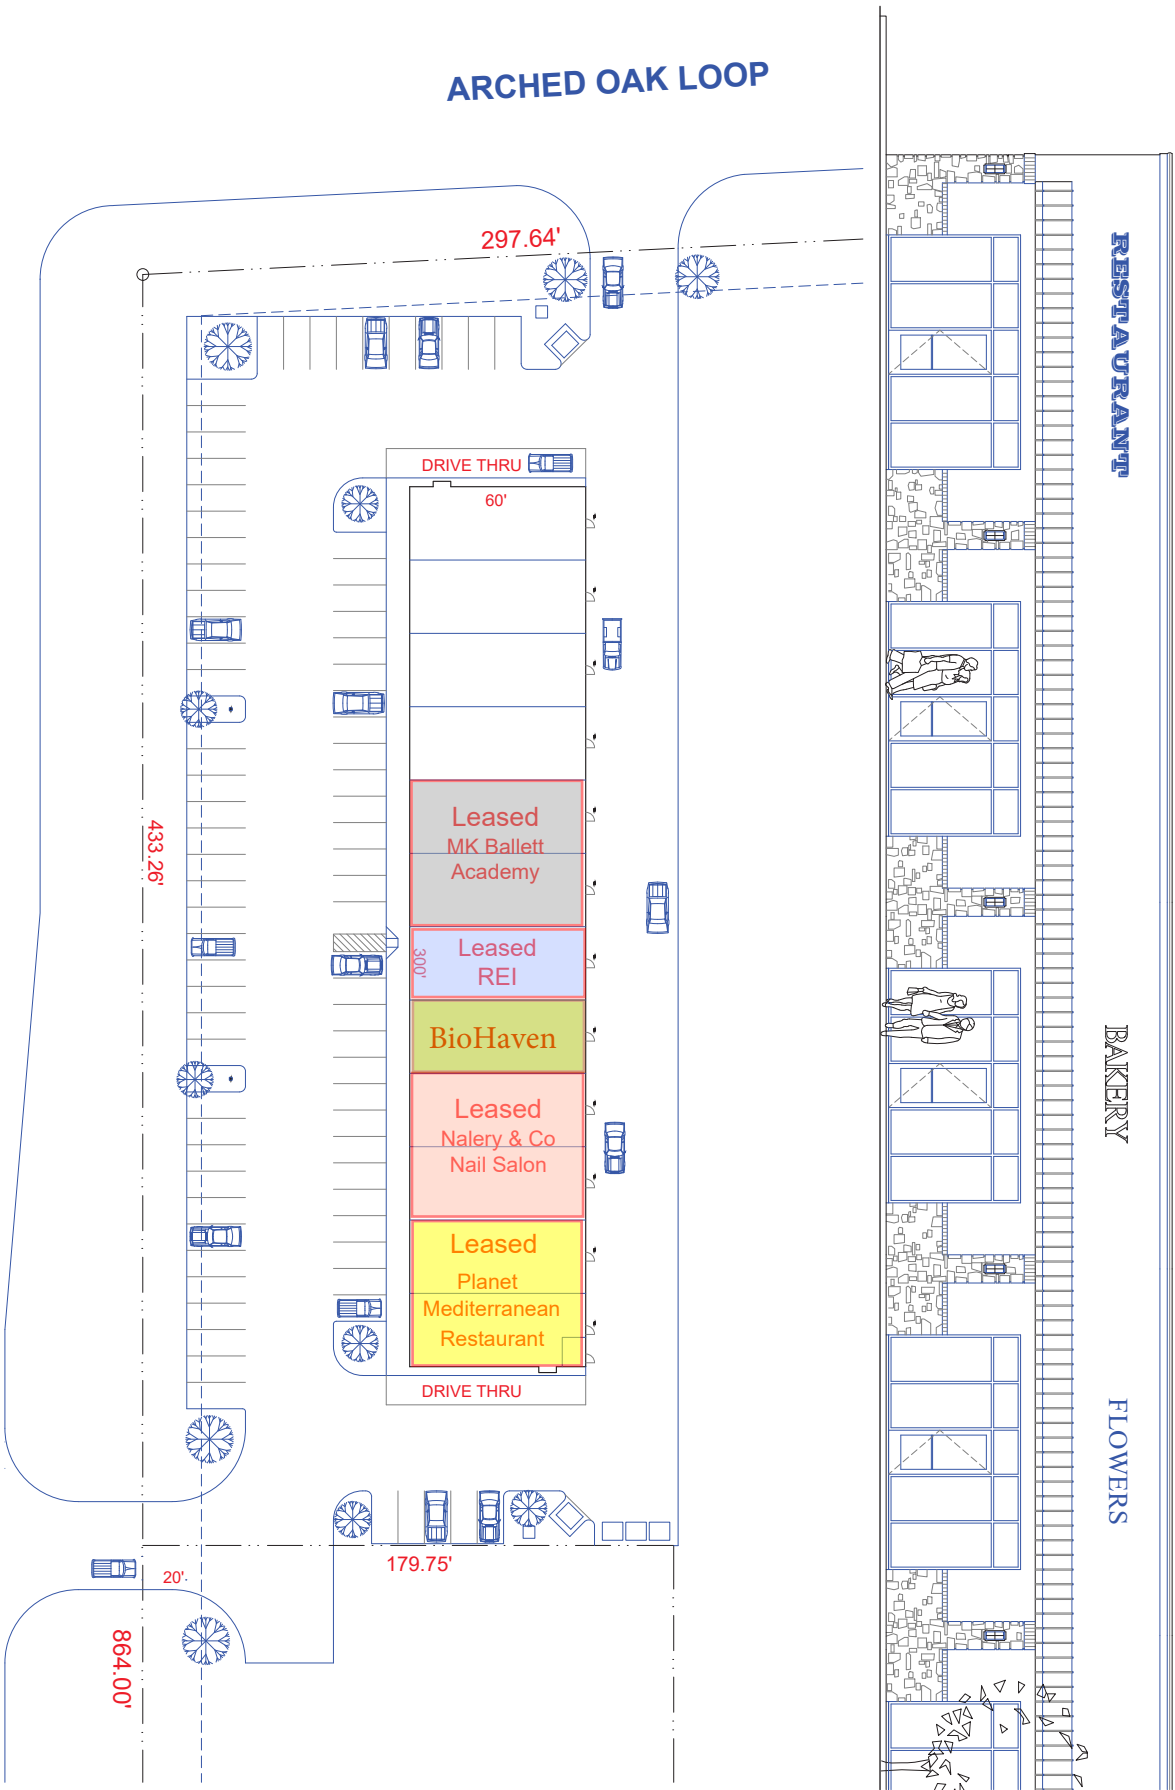 ARCHED OAK LOOP
297.64'
DRIVE THRU
60'
433.26'
Leased
MK Ballett
Academy
Leased
REI
300'
BioHaven
Leased
Nalery & Co
Nail Salon
Leased
Planet
Mediterranean
Restaurant
DRIVE THRU
179.75'
20'
864.00'
RESTAURANT
BAKERY
FLOWERS